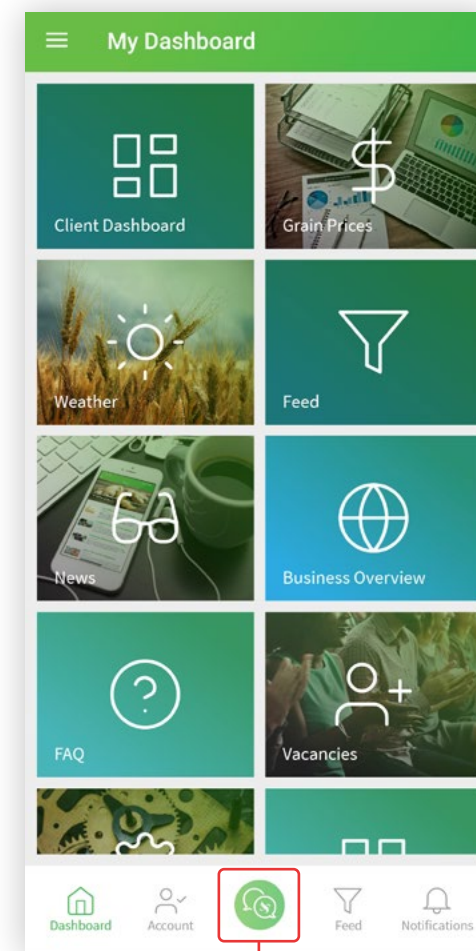 My Dashboard
Client Dashboard
Grain Prices
Weather
Feed
News
Business Overview
FAQ
Vacancies
Dashboard
Account
Feed
Notifications